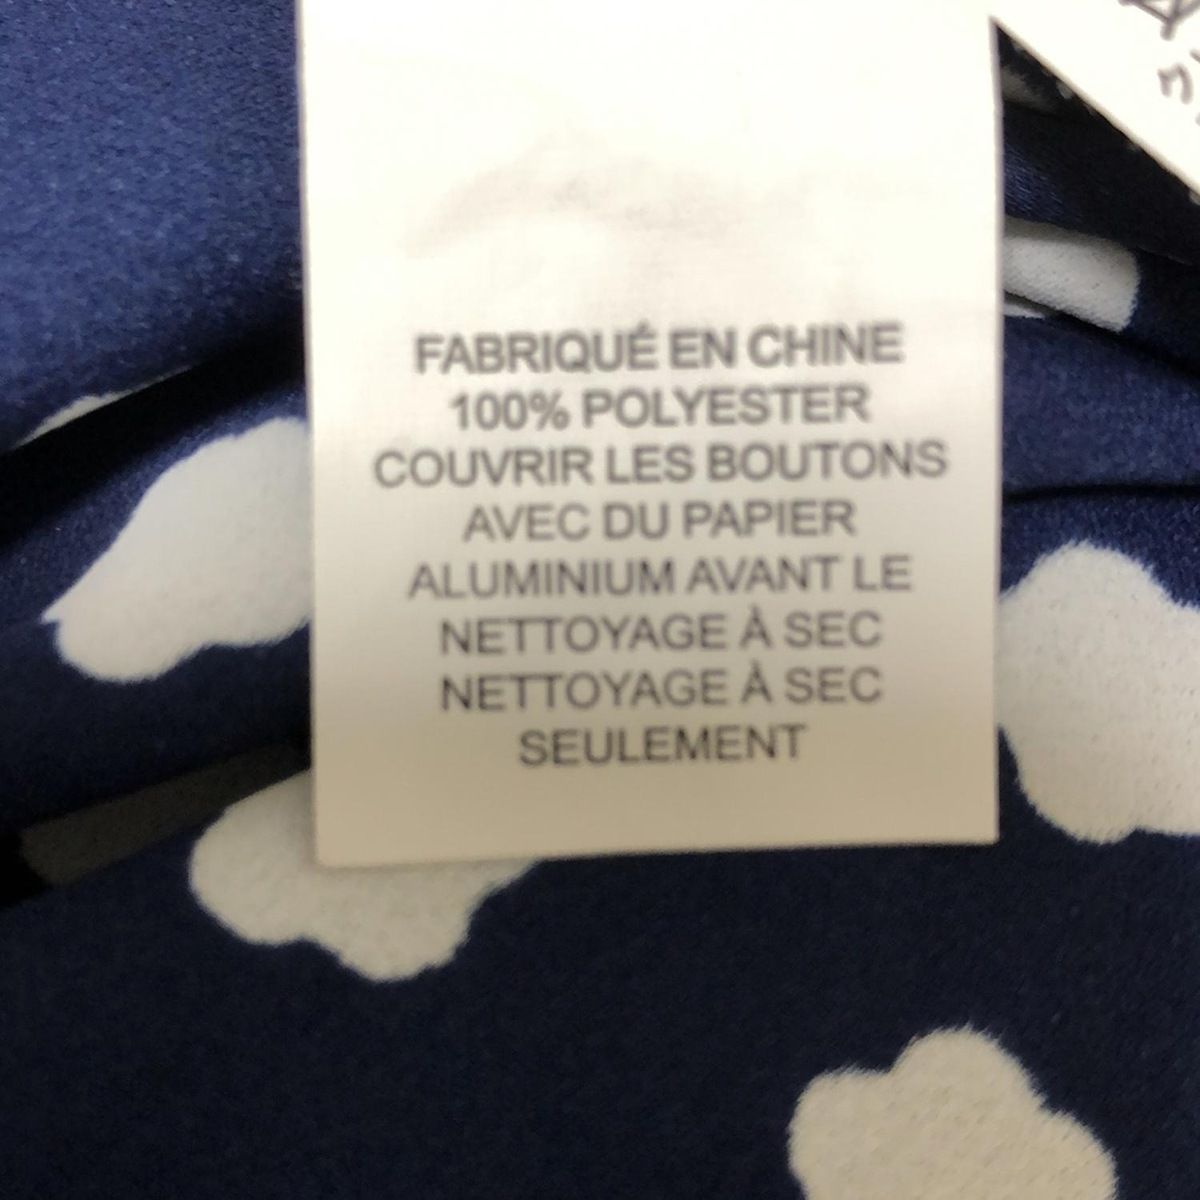 FABRIQUÉ EN CHINE
100% POLYESTER
COUVRIR LES BOUTONS
AVEC DU PAPIER
ALUMINIUM AVANT LE
NETTOYAGE À SEC
NETTOYAGE À SEC
SEULEMENT